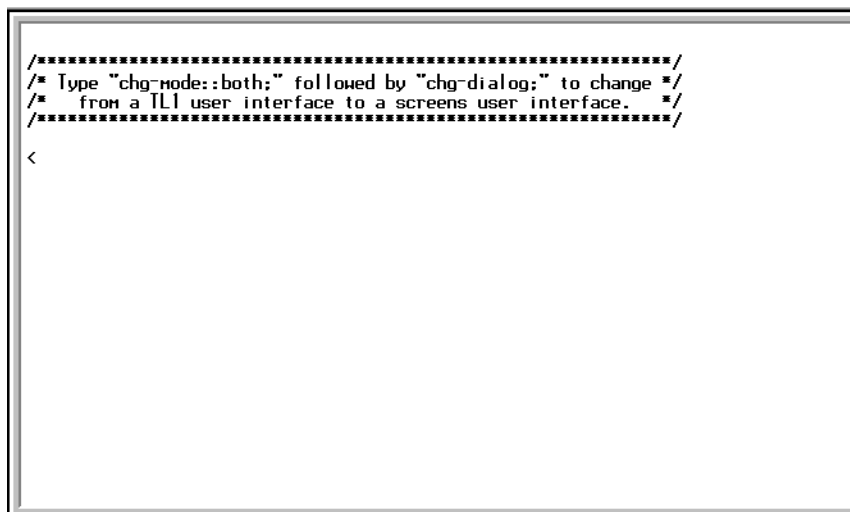 /**************************************************************/
/* Type "chg-mode::both;" followed by "chg-dialog;" to change */
/*   from a TL1 user interface to a screens user interface.   */
/**************************************************************/
<